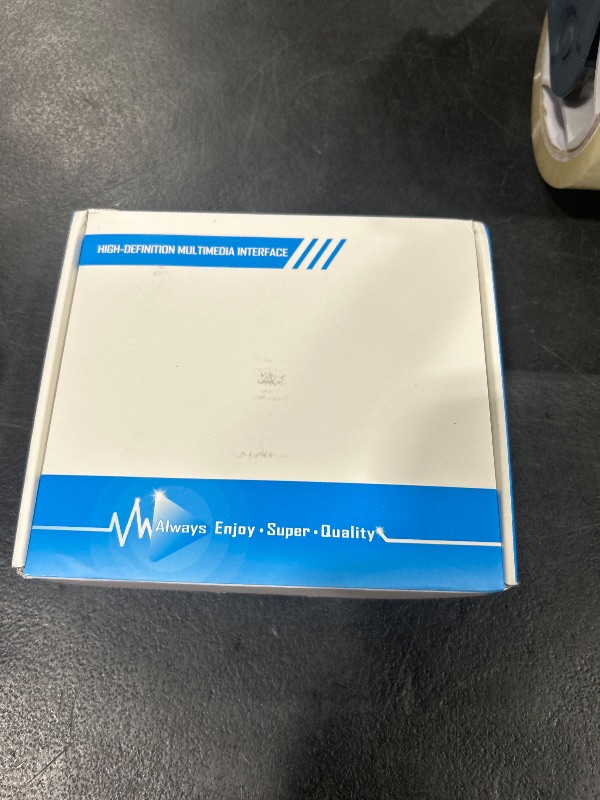 HIGH-DEFINITION MULTIMEDIA INTERFACE
Always Enjoy · Super · Quality